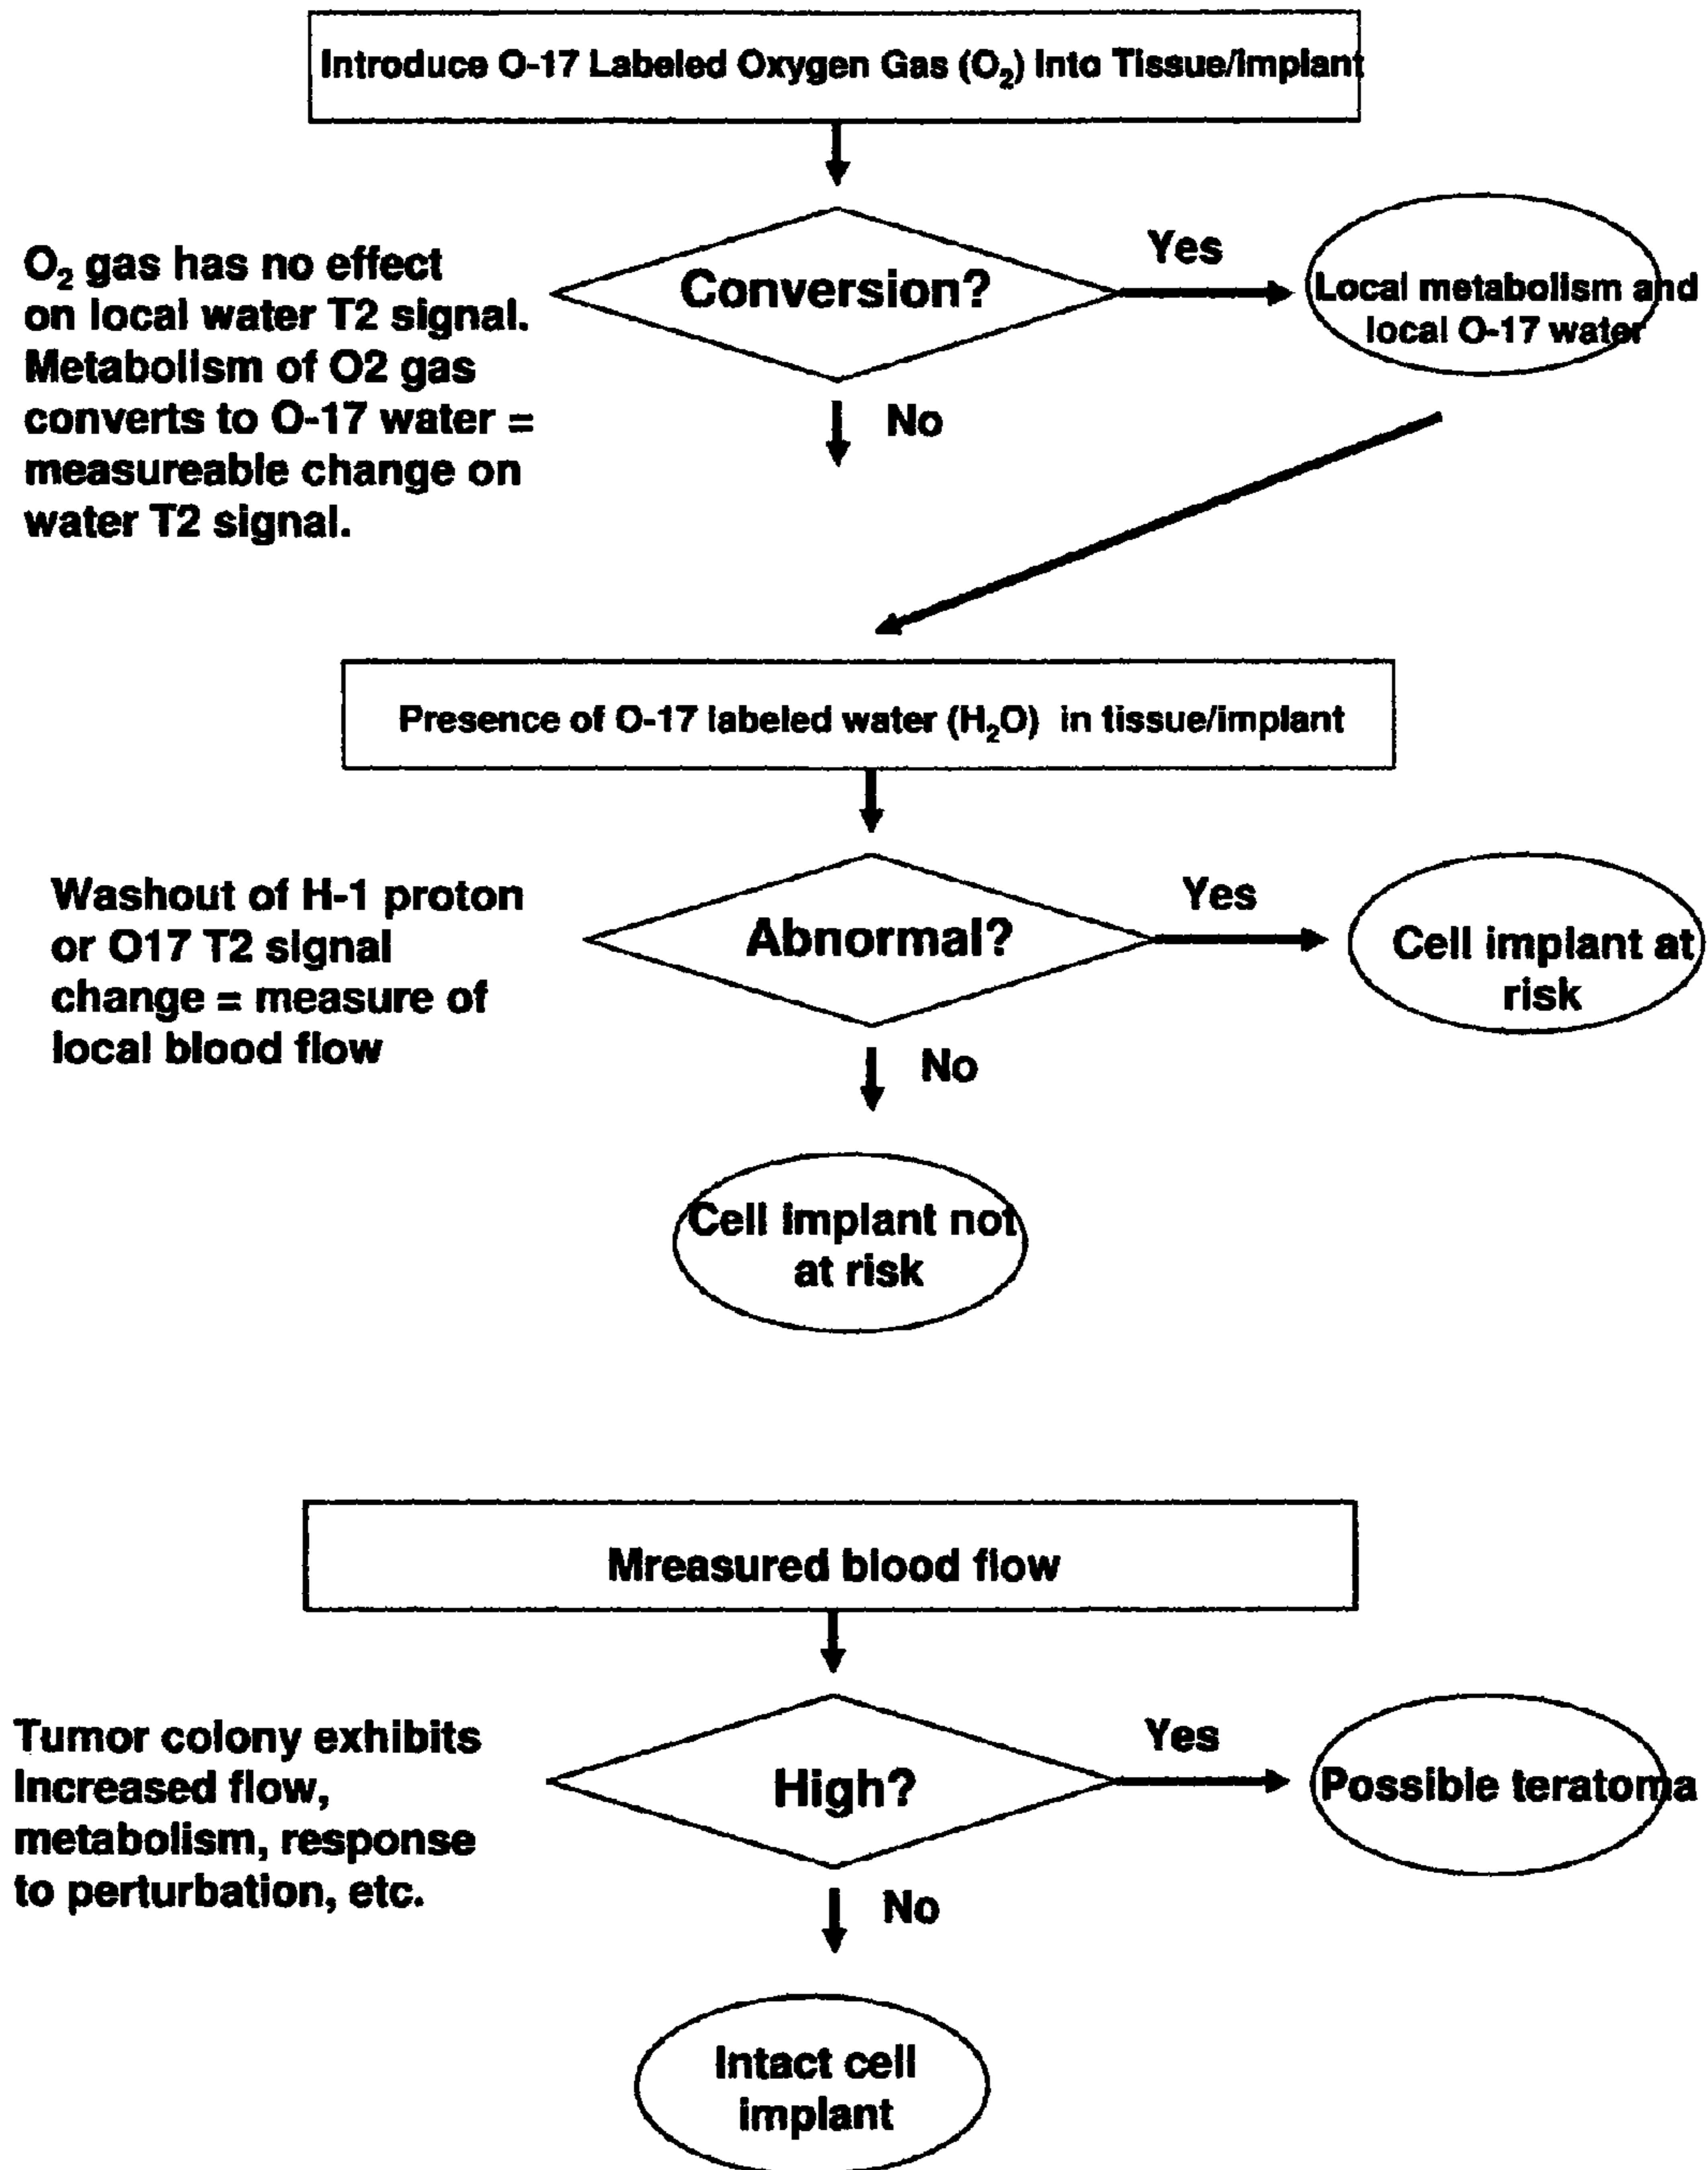 Introduce O-17 Labeled Oxygen Gas (O₂) Into Tissue/Implant
O₂ gas has no effect
on local water T2 signal.
Metabolism of O2 gas
converts to O-17 water =
measureable change on
water T2 signal.
Conversion?
Yes
Local metabolism and
local O-17 water
No
Presence of O-17 labeled water (H₂O) in tissue/implant
Washout of H-1 proton
or O17 T2 signal
change = measure of
local blood flow
Abnormal?
Yes
Cell implant at
risk
No
Cell implant not
at risk
Mreasured blood flow
Tumor colony exhibits
Increased flow,
metabolism, response
to perturbation, etc.
High?
Yes
Possible teratoma
No
Intact cell
implant